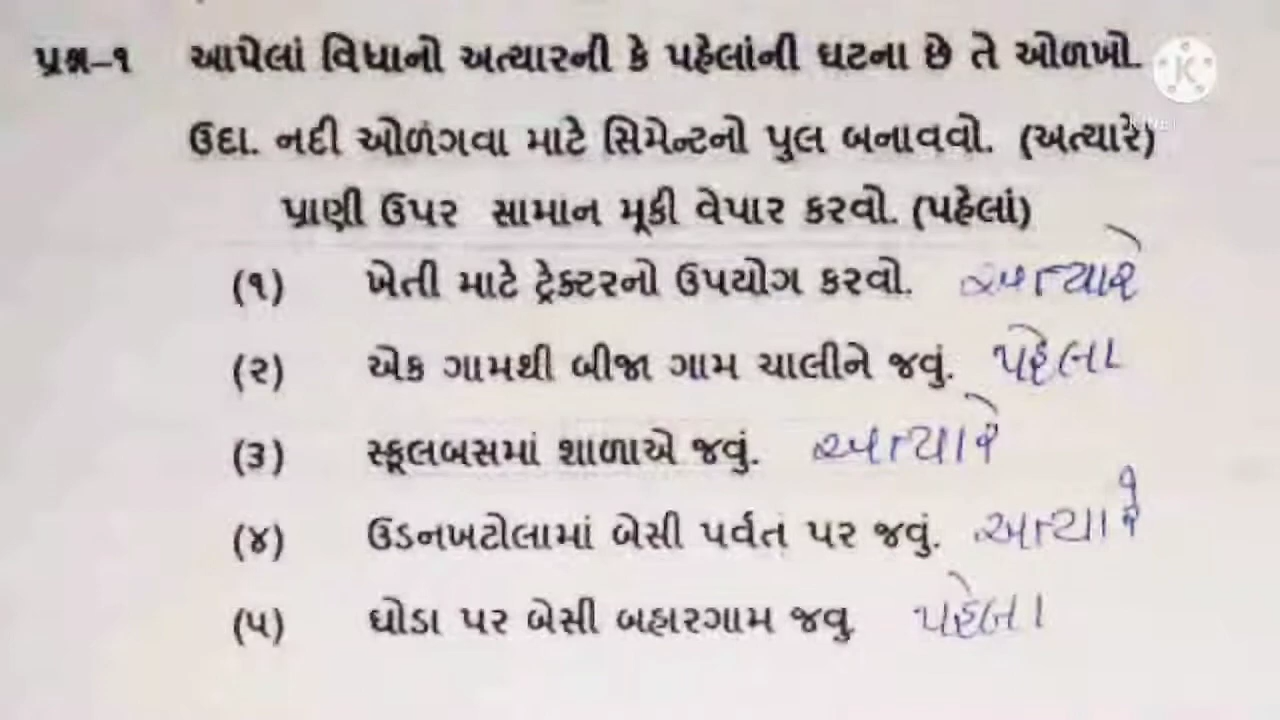 પ્રશ્ન–૧ આપેલાં વિધાનો અત્યારની કે પહેલાંની ઘટના છે તે ઓળખો.
ઉદા. નદી ઓળંગવા માટે સિમેન્ટનો પુલ બનાવવો. (અત્યારે)
પ્રાણી ઉપર સામાન મૂકી વેપાર કરવો. (પહેલાં)
(૧) ખેતી માટે ટ્રેક્ટરનો ઉપયોગ કરવો. અત્યારે
(૨) એક ગામથી બીજા ગામ ચાલીને જવું. પહેલા
(૩) સ્કૂલબસમાં શાળાએ જવું. અત્યારે
(૪) ઉડનખટોલામાં બેસી પર્વત પર જવું. અત્યારે
(૫) ઘોડા પર બેસી બહારગામ જવુ પહેલા